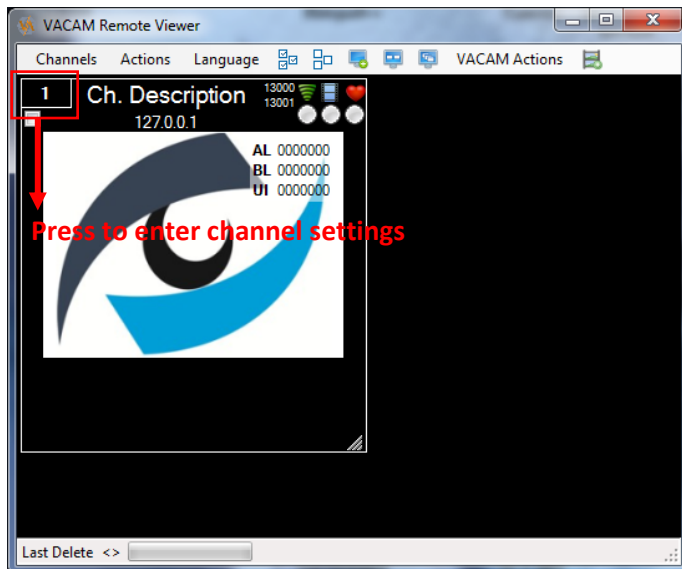 VACAM Remote Viewer
Channels Actions Language VACAM Actions
1 Ch. Description 13000
13001
127.0.0.1
AL 0000000
BL 0000000
UI 0000000
Press to enter channel settings
Last Delete <>